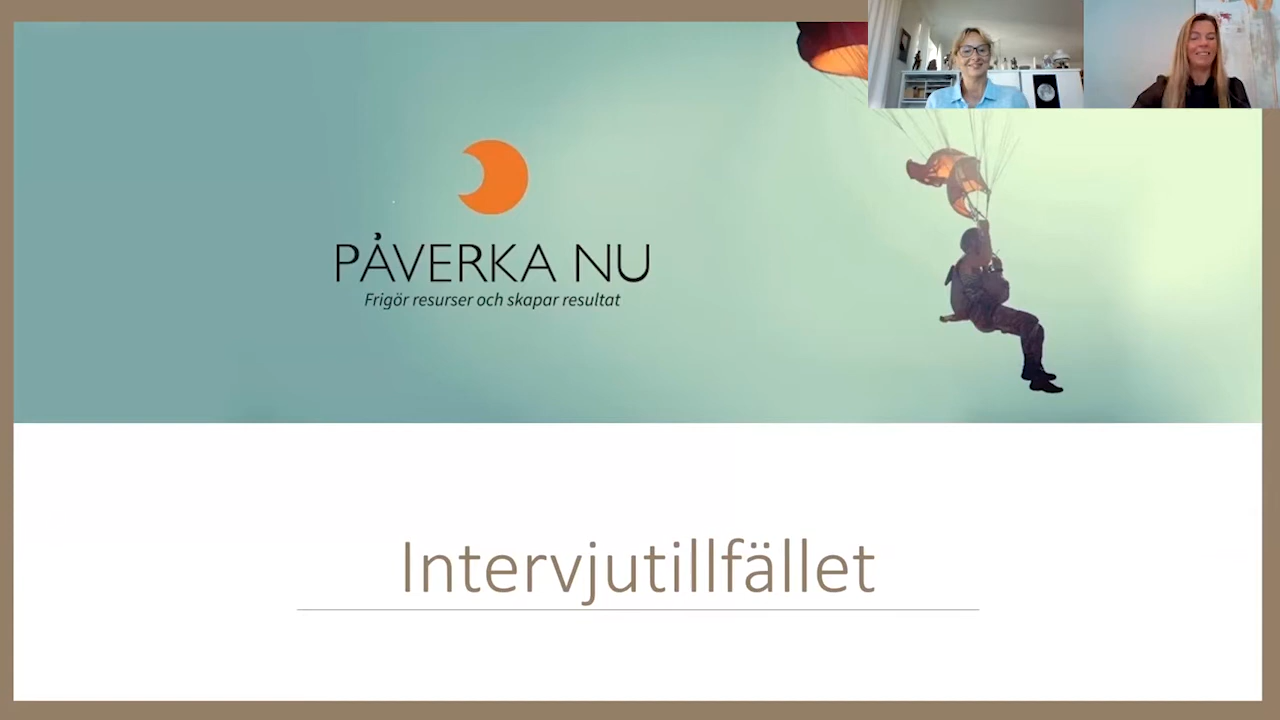 PÅVERKA NU
Frigör resurser och skapar resultat
Intervjutillfället